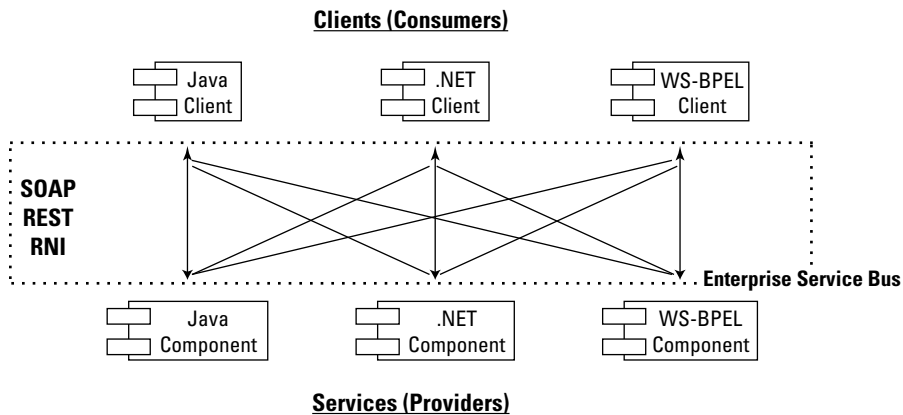 Clients (Consumers)
Java
Client
.NET
Client
WS-BPEL
Client
SOAP
REST
RNI
Enterprise Service Bus
Java
Component
.NET
Component
WS-BPEL
Component
Services (Providers)